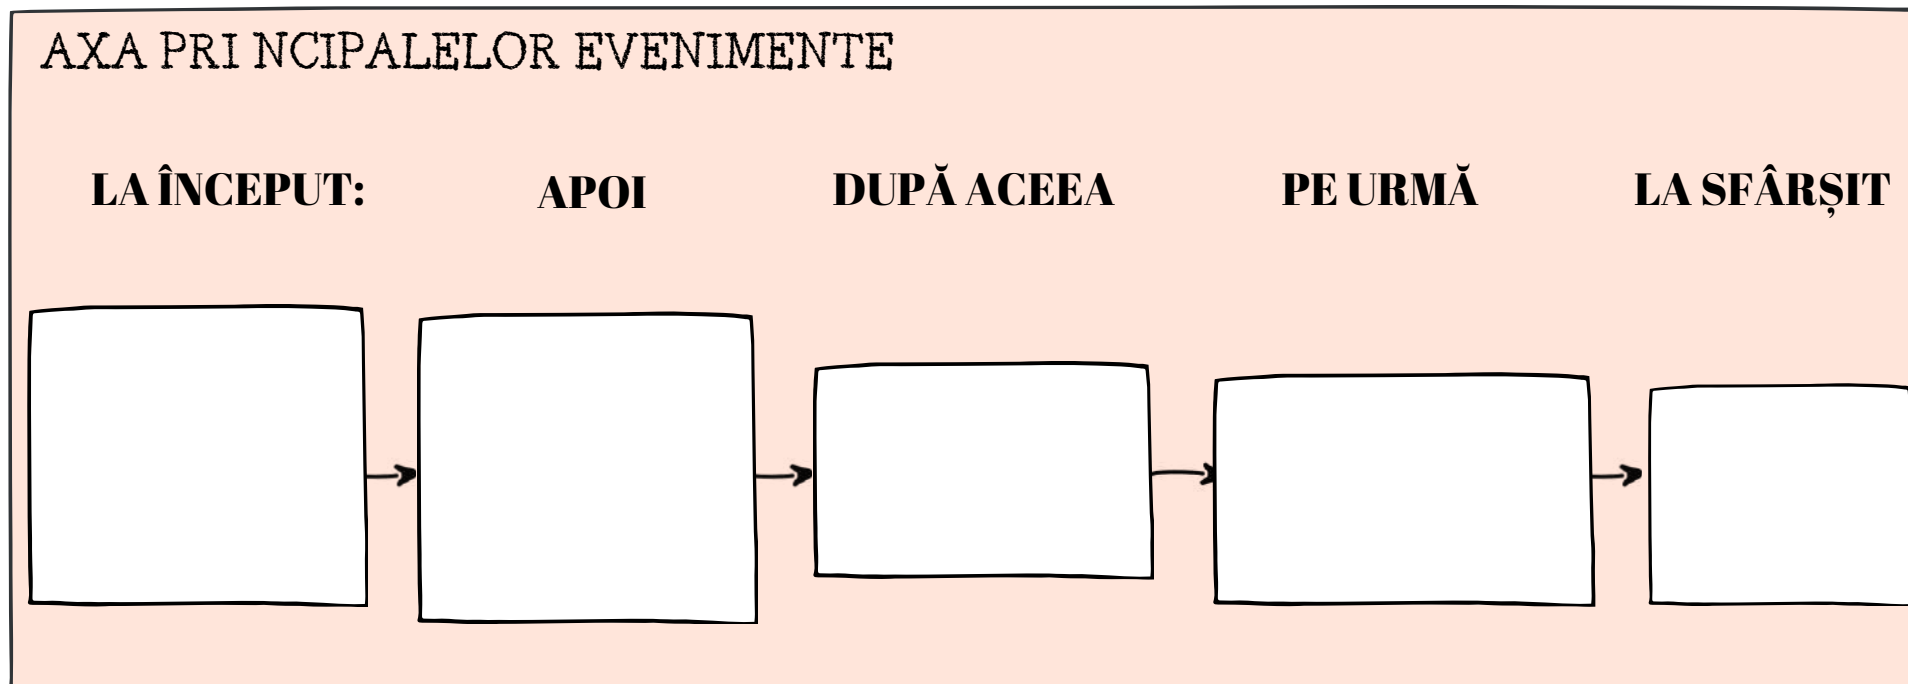 AXA PRI NCIPALELOR EVENIMENTE
LA ÎNCEPUT:
APOI
DUPĂ ACEEA
PE URMĂ
LA SFÂRȘIT